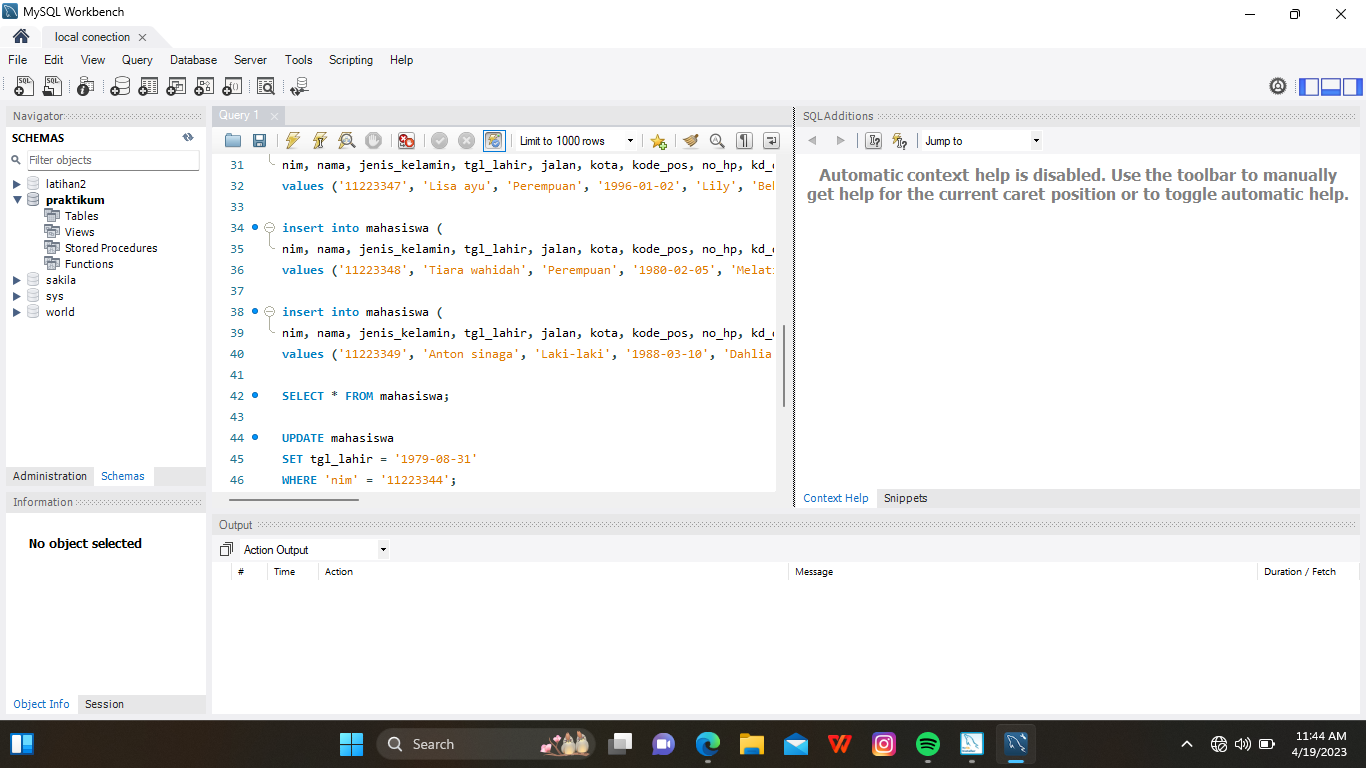 MySQL Workbench
local conection
File Edit View Query Database Server Tools Scripting Help
Navigator
SCHEMAS
Filter objects
latihan2
praktikum
Tables
Views
Stored Procedures
Functions
sakila
sys
world
Administration Schemas
Information
No object selected
Object Info Session
Query 1
Limit to 1000 rows
31 nim, nama, jenis_kelamin, tgl_lahir, jalan, kota, kode_pos, no_hp, kd_
32 values ('11223347', 'Lisa ayu', 'Perempuan', '1996-01-02', 'Lily', 'Be
33
34 insert into mahasiswa (
35 nim, nama, jenis_kelamin, tgl_lahir, jalan, kota, kode_pos, no_hp, kd_
36 values ('11223348', 'Tiara wahidah', 'Perempuan', '1980-02-05', 'Melat
37
38 insert into mahasiswa (
39 nim, nama, jenis_kelamin, tgl_lahir, jalan, kota, kode_pos, no_hp, kd_
40 values ('11223349', 'Anton sinaga', 'Laki-laki', '1988-03-10', 'Dahlia
41
42 SELECT * FROM mahasiswa;
43
44 UPDATE mahasiswa
45 SET tgl_lahir = '1979-08-31'
46 WHERE 'nim' = '11223344';
SQLAdditions
Jump to
Automatic context help is disabled. Use the toolbar to manually
get help for the current caret position or to toggle automatic help.
Context Help Snippets
Output
Action Output
# Time Action Message Duration / Fetch
Search
11:44 AM
4/19/2023